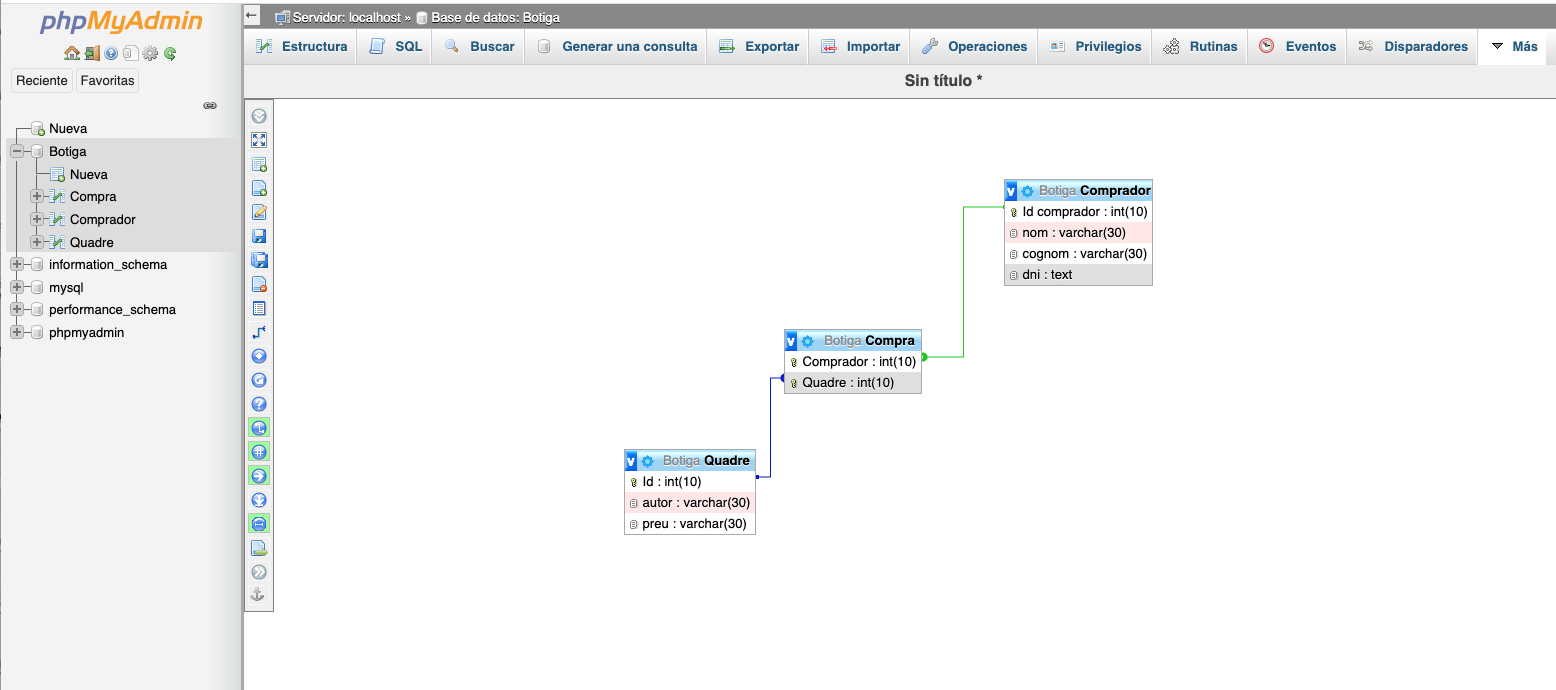 phpMyAdmin
Reciente Favoritas
Nueva
Botiga
Nueva
Compra
Comprador
Quadre
information_schema
mysql
performance_schema
phpmyadmin
← Servidor: localhost » Base de datos: Botiga
Estructura SQL Buscar Generar una consulta Exportar Importar Operaciones Privilegios Rutinas Eventos Disparadores Más
Sin título *
v Botiga Comprador
Id comprador : int(10)
nom : varchar(30)
cognom : varchar(30)
dni : text
v Botiga Compra
Comprador : int(10)
Quadre : int(10)
v Botiga Quadre
Id : int(10)
autor : varchar(30)
preu : varchar(30)